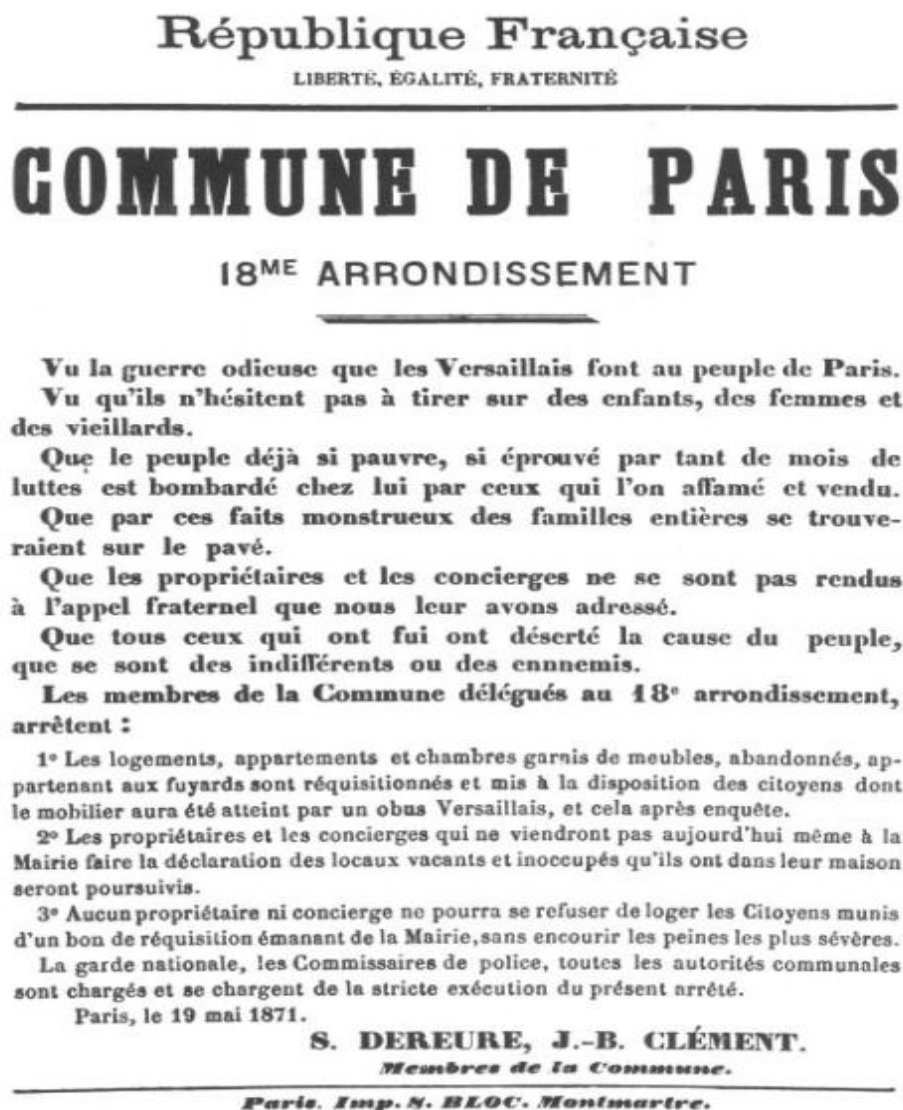 République Française
LIBERTÉ, ÉGALITÉ, FRATERNITÉ
COMMUNE DE PARIS
18ME ARRONDISSEMENT
Vu la guerre odieuse que les Versaillais font au peuple de Paris.
Vu qu'ils n'hésitent pas à tirer sur des enfants, des femmes et
des vieillards.
Que le peuple déjà si pauvre, si éprouvé par tant de mois de
luttes est bombardé chez lui par ceux qui l'on affamé et vendu.
Que par ces faits monstrueux des familles entières se trouve-
raient sur le pavé.
Que les propriétaires et les concierges ne se sont pas rendus
à l'appel fraternel que nous leur avons adressé.
Que tous ceux qui ont fui ont déserté la cause du peuple,
que se sont des indifférents ou des ennnemis.
Les membres de la Commune délégués au 18e arrondissement,
arrêtent :
1o Les logements, appartements et chambres garnis de meubles, abandonnés, ap-
partenant aux fuyards sont réquisitionnés et mis à la disposition des citoyens dont
le mobilier aura été atteint par un obus Versaillais, et cela après enquête.
2o Les propriétaires et les concierges qui ne viendront pas aujourd'hui même à la
Mairie faire la déclaration des locaux vacants et inoccupés qu'ils ont dans leur maison
seront poursuivis.
3o Aucun propriétaire ni concierge ne pourra se refuser de loger les Citoyens munis
d'un bon de réquisition émanant de la Mairie, sans encourir les peines les plus sévères.
La garde nationale, les Commissaires de police, toutes les autorités communales
sont chargés et se chargent de la stricte exécution du présent arrêté.
Paris, le 19 mai 1871.
S. DEREURE, J.-B. CLÉMENT.
Membres de la Commune.
Paris. Imp. S. BLOC. Montmartre.